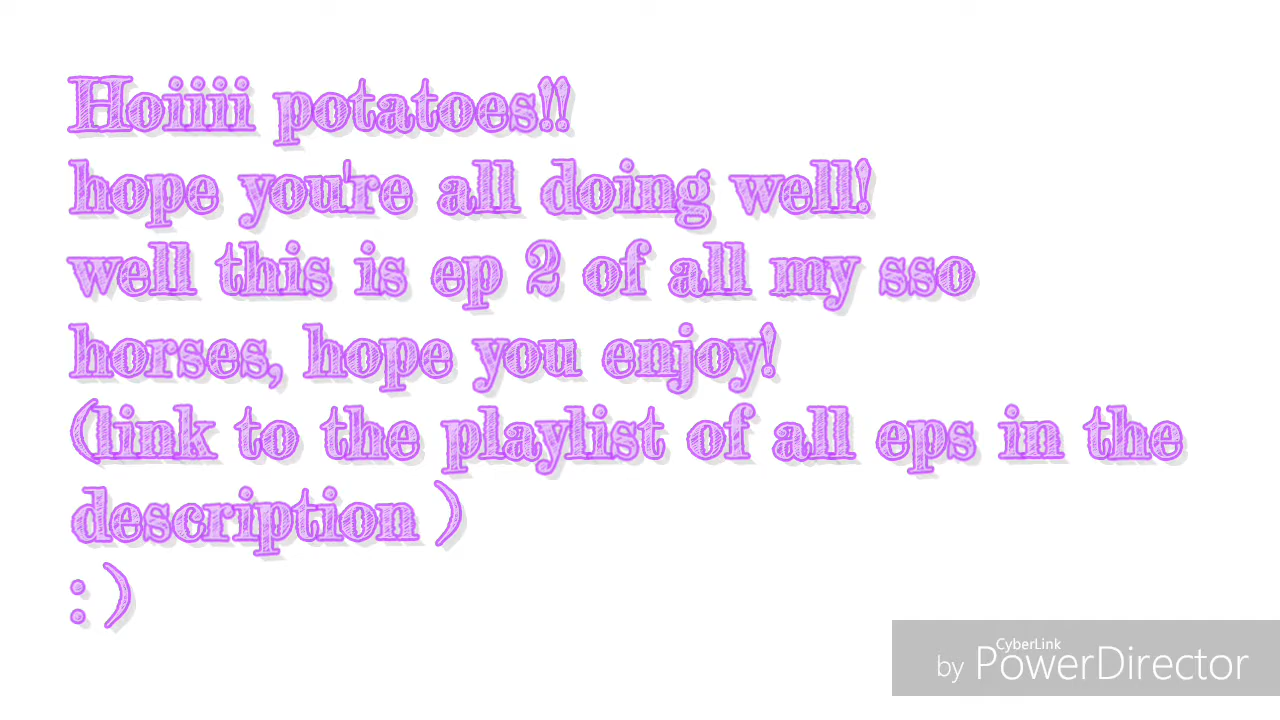 Hoiiii potatoes!!
hope you're all doing well!
well this is ep 2 of all my sso
horses, hope you enjoy!
(link to the playlist of all eps in the
description )
: )
CyberLink
by PowerDirector